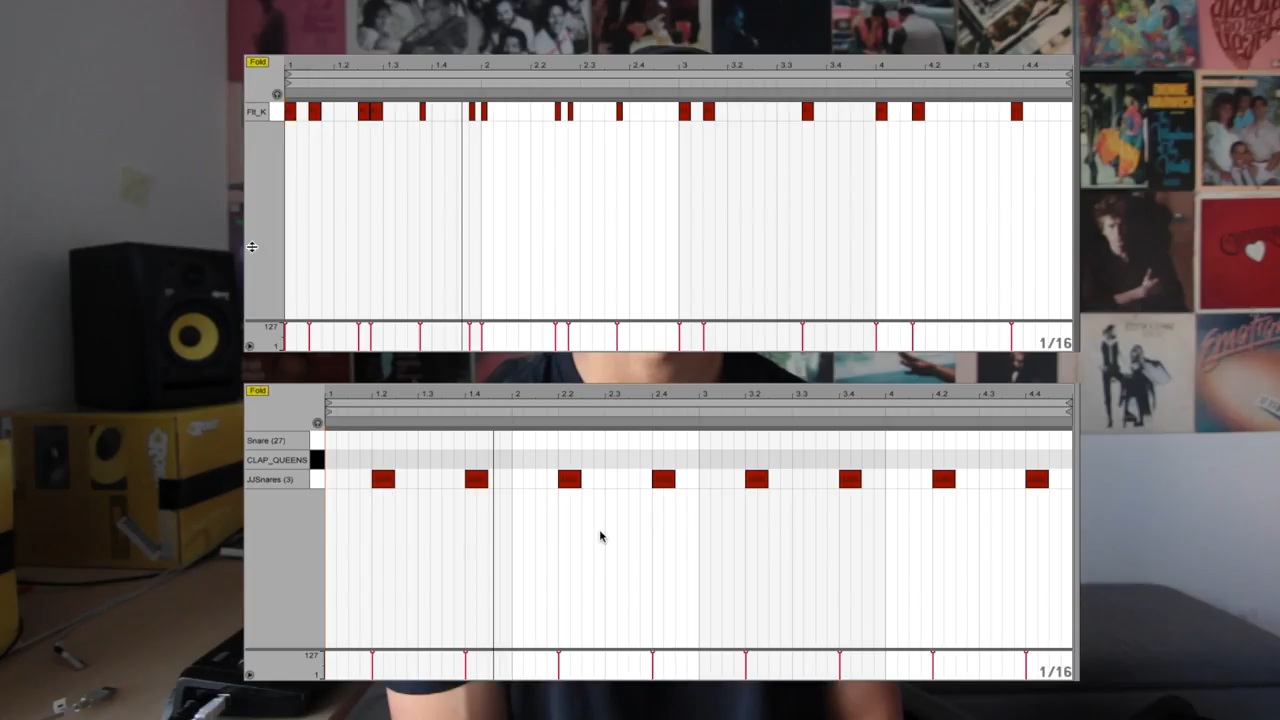 Fold
1 1.2 1.3 1.4 2 2.2 2.3 2.4 3 3.2 3.3 3.4 4 4.2 4.3 4.4
Flt_K
127
1
1/16
Fold
1 1.2 1.3 1.4 2 2.2 2.3 2.4 3 3.2 3.3 3.4 4 4.2 4.3 4.4
Snare (27)
CLAP_QUEENS
JJSnares (3)
127
1
1/16